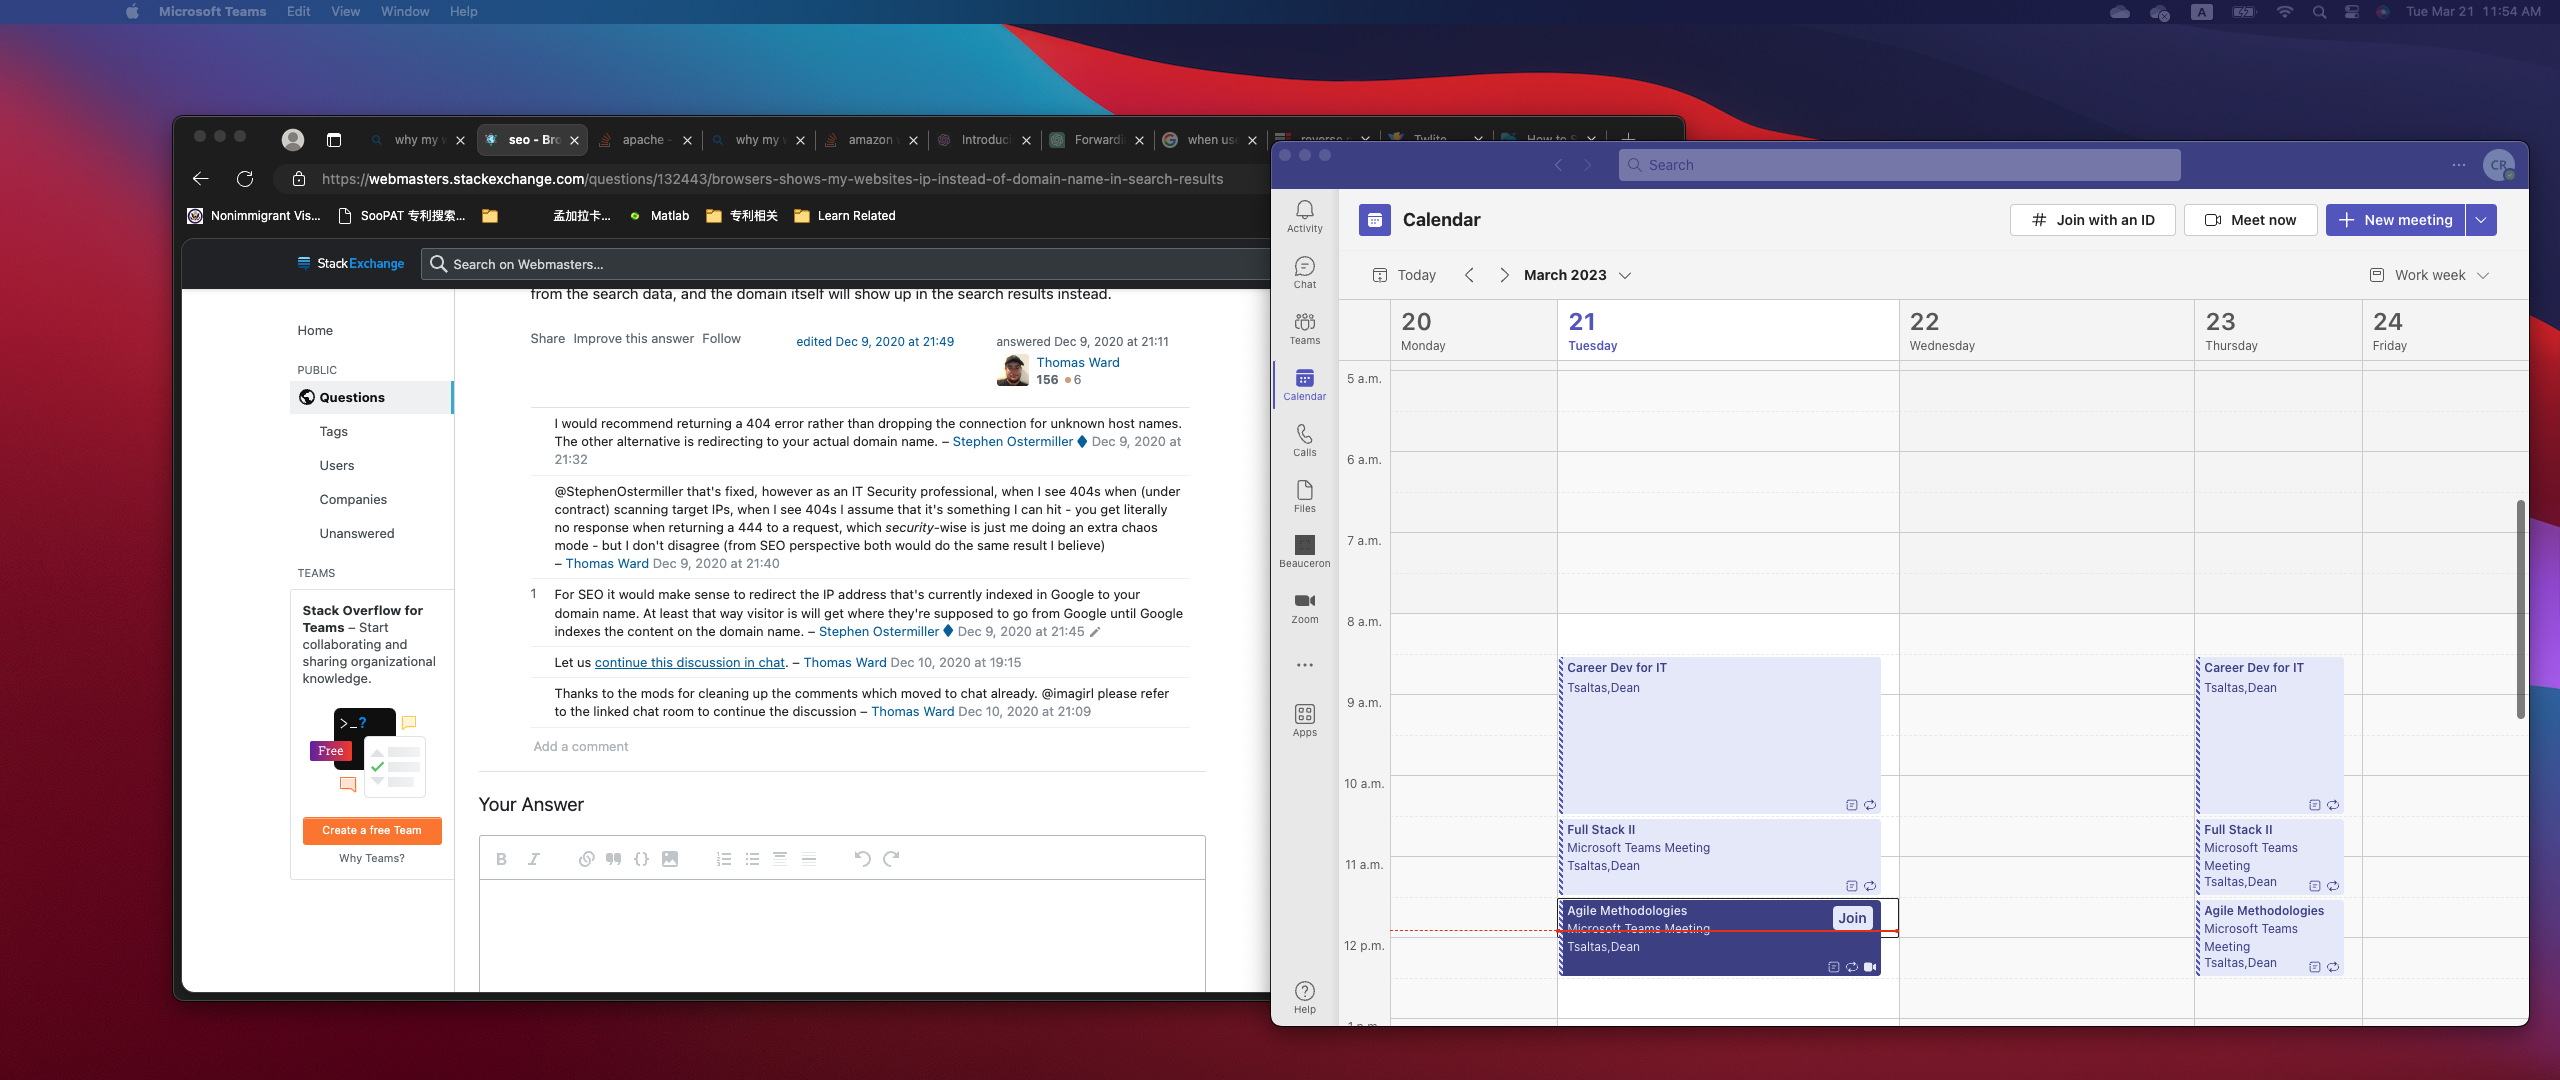 Microsoft Teams Edit View Window Help
A
Tue Mar 21 11:54 AM
why my
seo - Bro
apache -
why my
amazon
Introduci
Forwardi
when use
reverse
Twlite
How to S
https://webmasters.stackexchange.com/questions/132443/browsers-shows-my-websites-ip-instead-of-domain-name-in-search-results
Nonimmigrant Vis...
SooPAT 专利搜索...
孟加拉卡...
Matlab
专利相关
Learn Related
StackExchange
Search on Webmasters...
Home
PUBLIC
Questions
Tags
Users
Companies
Unanswered
TEAMS
Stack Overflow for
Teams – Start
collaborating and
sharing organizational
knowledge.
>_?
Free
Create a free Team
Why Teams?
from the search data, and the domain itself will show up in the search results instead.
Share Improve this answer Follow
edited Dec 9, 2020 at 21:49
answered Dec 9, 2020 at 21:11
Thomas Ward
156 6
I would recommend returning a 404 error rather than dropping the connection for unknown host names.
The other alternative is redirecting to your actual domain name. – Stephen Ostermiller ♦ Dec 9, 2020 at
21:32
@StephenOstermiller that's fixed, however as an IT Security professional, when I see 404s when (under
contract) scanning target IPs, when I see 404s I assume that it's something I can hit - you get literally
no response when returning a 444 to a request, which security-wise is just me doing an extra chaos
mode - but I don't disagree (from SEO perspective both would do the same result I believe)
– Thomas Ward Dec 9, 2020 at 21:40
1
For SEO it would make sense to redirect the IP address that's currently indexed in Google to your
domain name. At least that way visitor is will get where they're supposed to go from Google until Google
indexes the content on the domain name. – Stephen Ostermiller ♦ Dec 9, 2020 at 21:45
Let us continue this discussion in chat. – Thomas Ward Dec 10, 2020 at 19:15
Thanks to the mods for cleaning up the comments which moved to chat already. @imagirl please refer
to the linked chat room to continue the discussion – Thomas Ward Dec 10, 2020 at 21:09
Add a comment
Your Answer
B I
Search
CR
Activity
Chat
Teams
Calendar
Calls
Files
Beauceron
Zoom
Apps
Help
Calendar
Join with an ID
Meet now
New meeting
Today
March 2023
Work week
20
Monday
21
Tuesday
22
Wednesday
23
Thursday
24
Friday
5 a.m.
6 a.m.
7 a.m.
8 a.m.
9 a.m.
10 a.m.
11 a.m.
12 p.m.
1 p.m.
Career Dev for IT
Tsaltas,Dean
Full Stack II
Microsoft Teams Meeting
Tsaltas,Dean
Agile Methodologies
Join
Microsoft Teams Meeting
Tsaltas,Dean
Career Dev for IT
Tsaltas,Dean
Full Stack II
Microsoft Teams
Meeting
Tsaltas,Dean
Agile Methodologies
Microsoft Teams
Meeting
Tsaltas,Dean